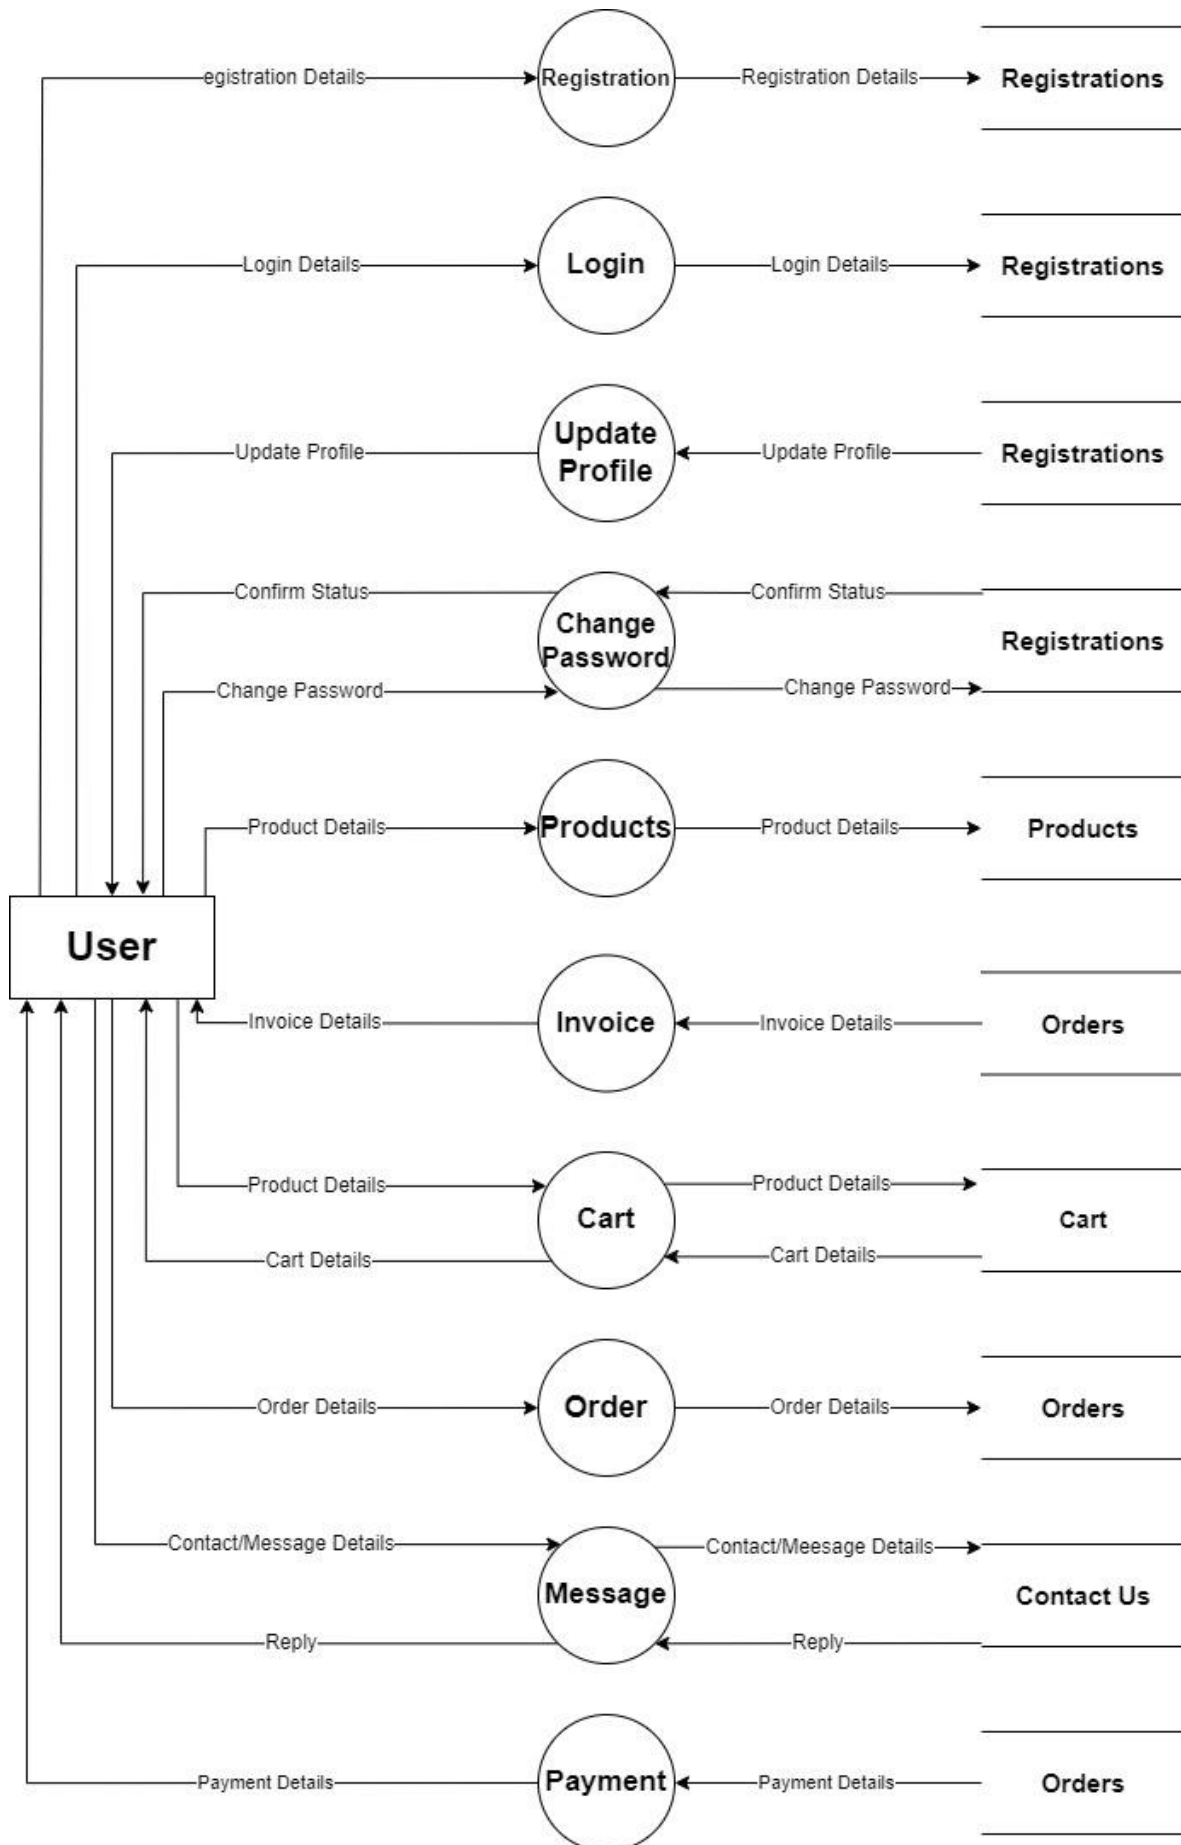 egistration Details
Registration
Registration Details
Registrations
Login Details
Login
Login Details
Registrations
Update Profile
Update
Profile
Update Profile
Registrations
Confirm Status
Confirm Status
Change
Password
Registrations
Change Password
Change Password
Product Details
Products
Product Details
Products
User
Invoice Details
Invoice
Invoice Details
Orders
Product Details
Product Details
Cart
Cart
Cart Details
Cart Details
Order Details
Order
Order Details
Orders
Contact/Message Details
Contact/Meesage Details
Message
Contact Us
Reply
Reply
Payment Details
Payment
Payment Details
Orders